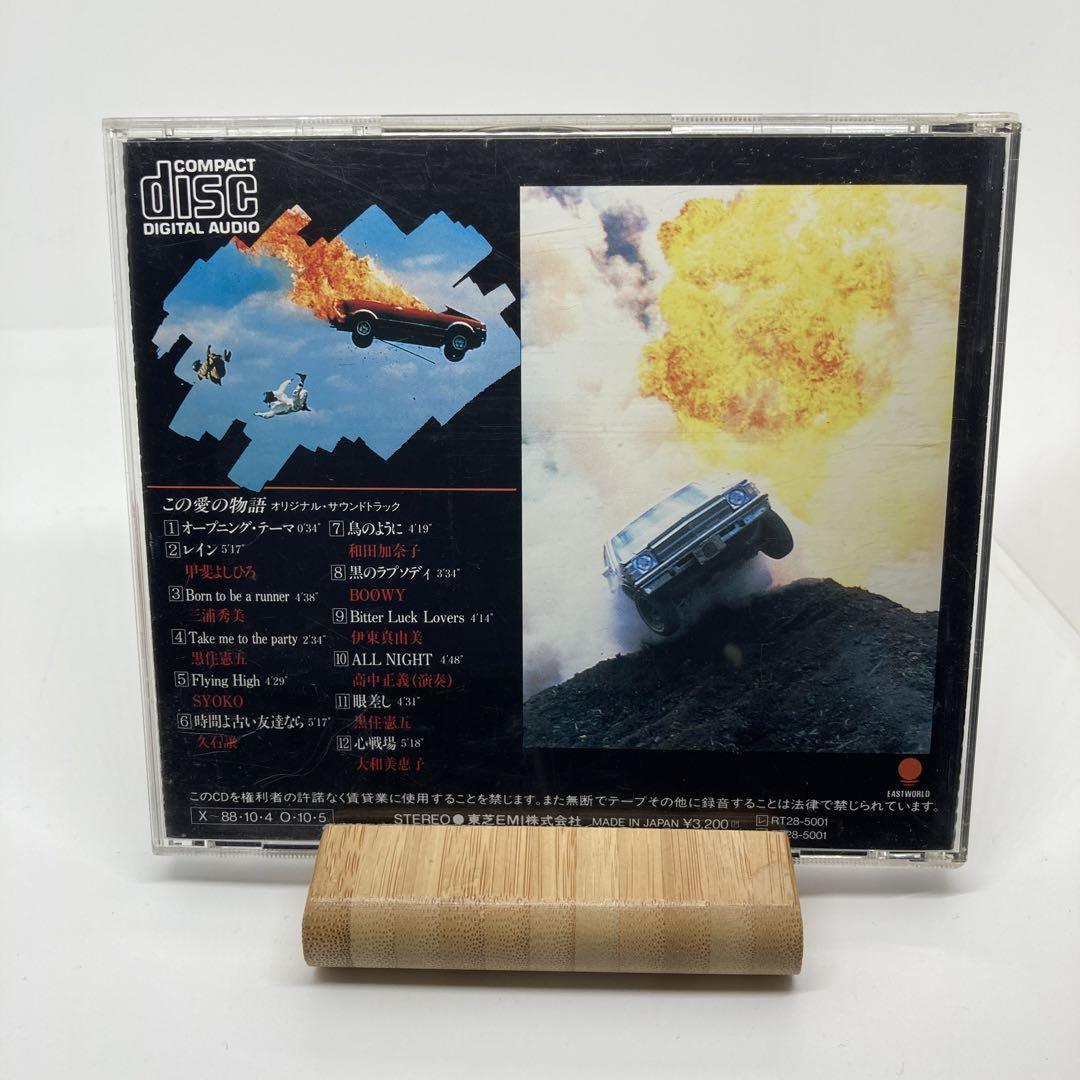 COMPACT
disc
DIGITAL AUDIO
この愛の物語 オリジナル・サウンドトラック
1 オープニング・テーマ 0'34"
2 レイン 5'17"
甲斐よしひろ
3 Born to be a runner 4'38"
三浦秀美
4 Take me to the party 2'34"
黒住憲五
5 Flying High 4'29"
SYOKO
6 時間よ古い友達なら 5'17"
久石譲
7 鳥のように 4'19"
和田加奈子
8 黒のラプソディ 3'34"
BOØWY
9 Bitter Luck Lovers 4'14"
伊東真由美
10 ALL NIGHT 4'48"
高中正義(演奏)
11 眼差し 4'31"
黒住憲五
12 心戦場 5'18"
大和美恵子
EASTWORLD
このCDを権利者の許諾なく賃貸業に使用することを禁じます。また無断でテープその他に録音することは法律で禁じられています。
X－88・10・4 O・10・5
STEREO● 東芝EMI株式会社 MADE IN JAPAN ¥3,200
RT28-5001
28-5001